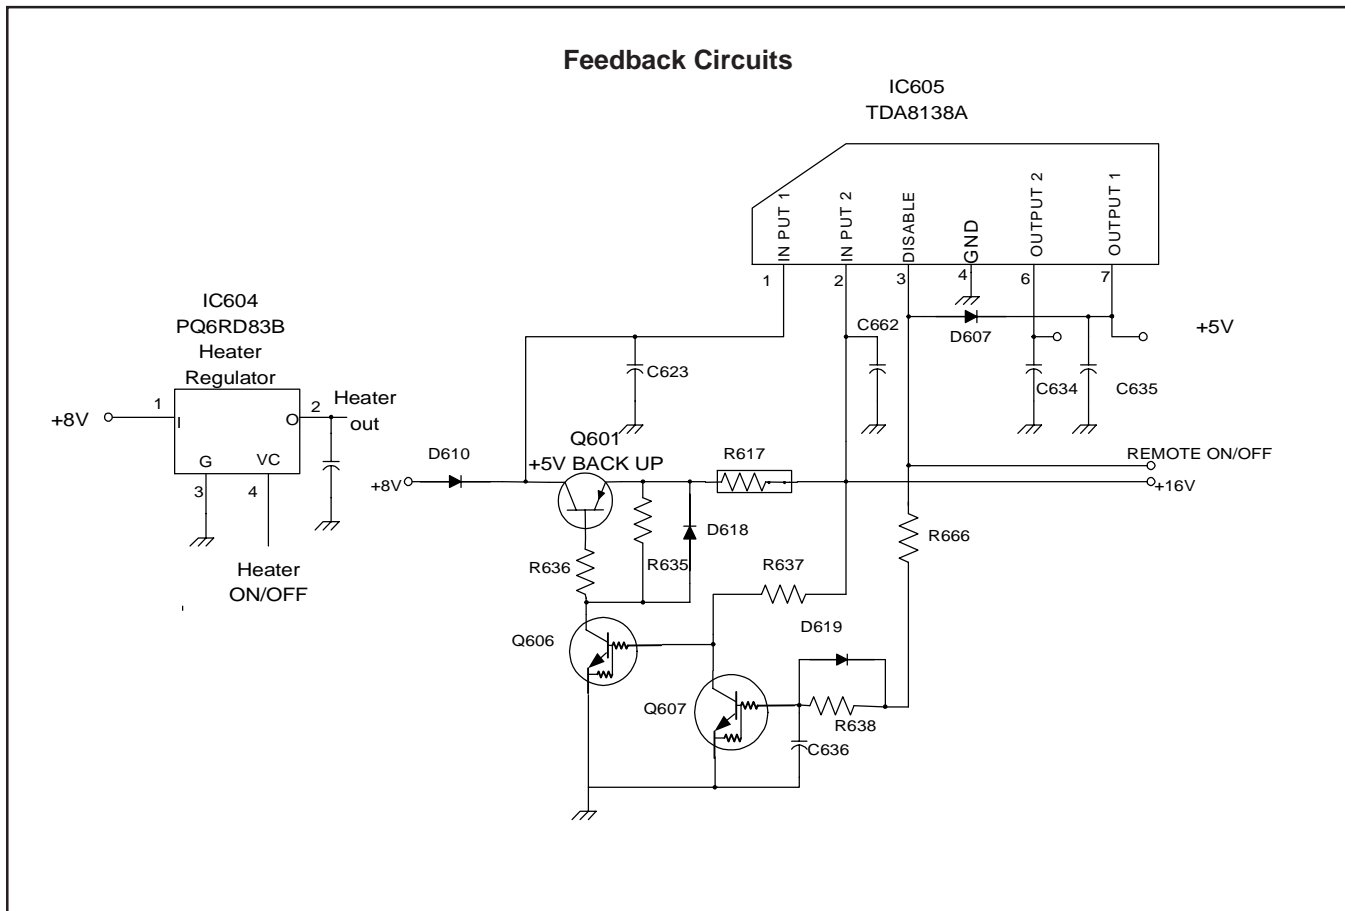 Feedback Circuits
IC605
TDA8138A
IN PUT 1
IN PUT 2
DISABLE
GND
OUTPUT 2
OUTPUT 1
1
2
3
4
6
7
IC604
PQ6RD83B
Heater
Regulator
+8V
1
I
O
2
Heater
out
G
VC
3
4
Heater
ON/OFF
C623
C662
D607
+5V
C634
C635
Q601
+5V BACK UP
D610
+8V
R617
REMOTE ON/OFF
+16V
D618
R636
R635
R637
R666
D619
Q606
Q607
R638
C636